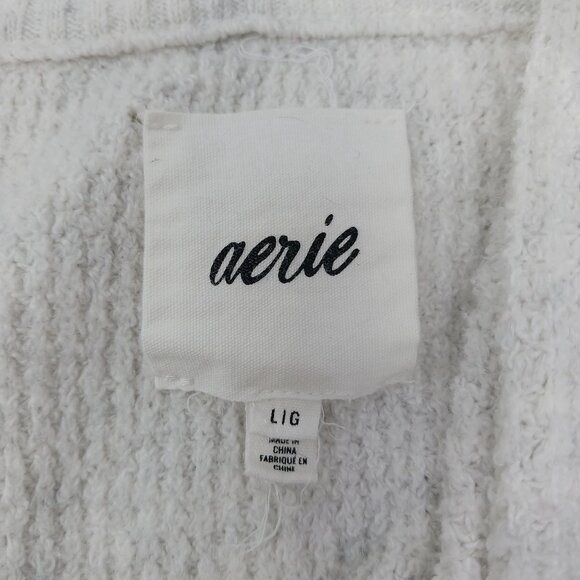 aerie
L|G
MADE IN
CHINA
FABRIQUÉ EN
CHINE